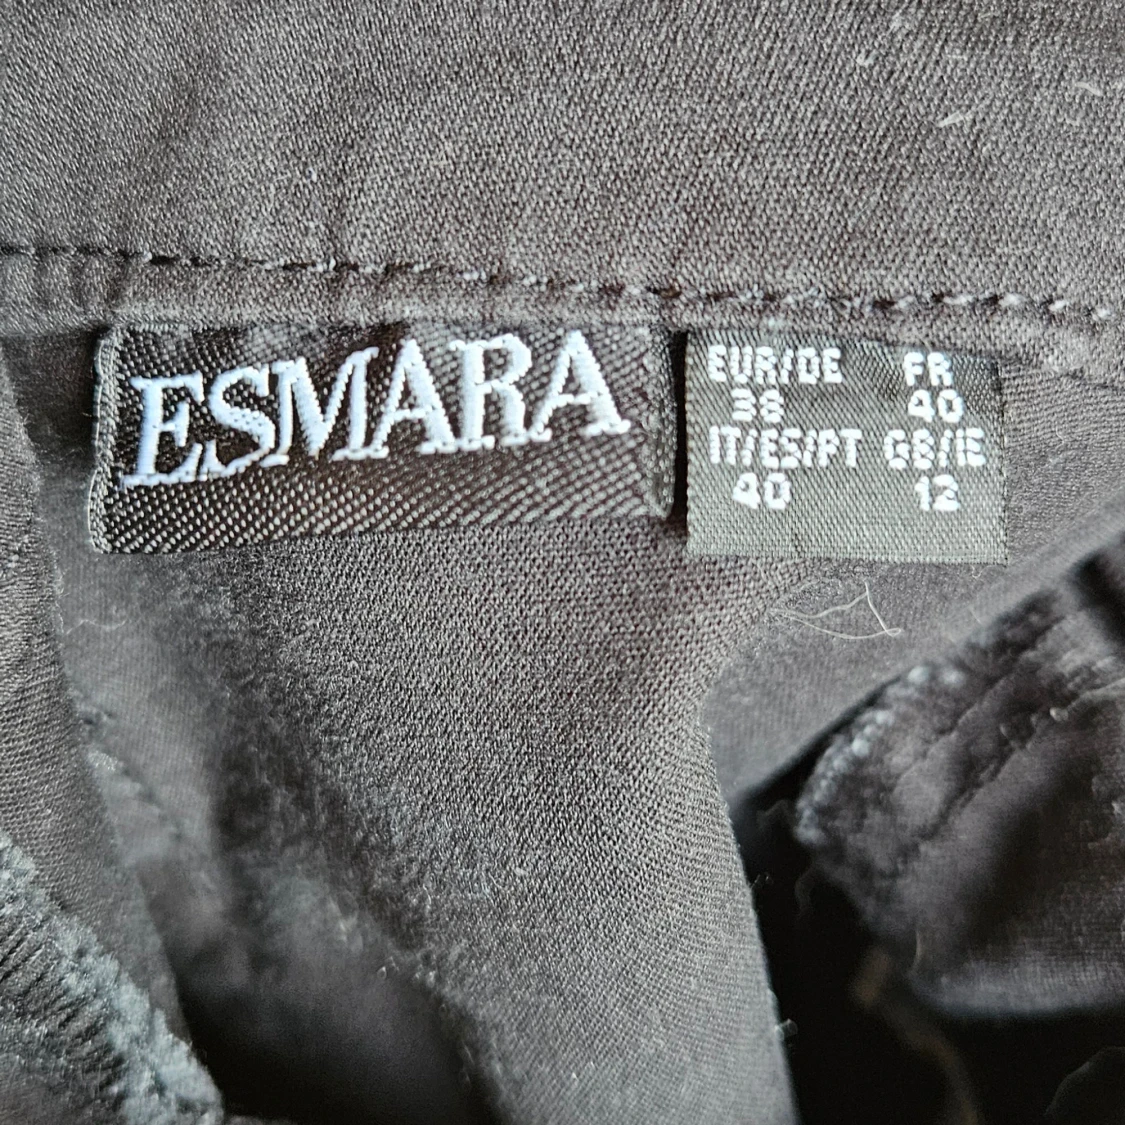 ESMARA
EUR/DE FR
38 40
IT/ES/PT GB/IE
40 12